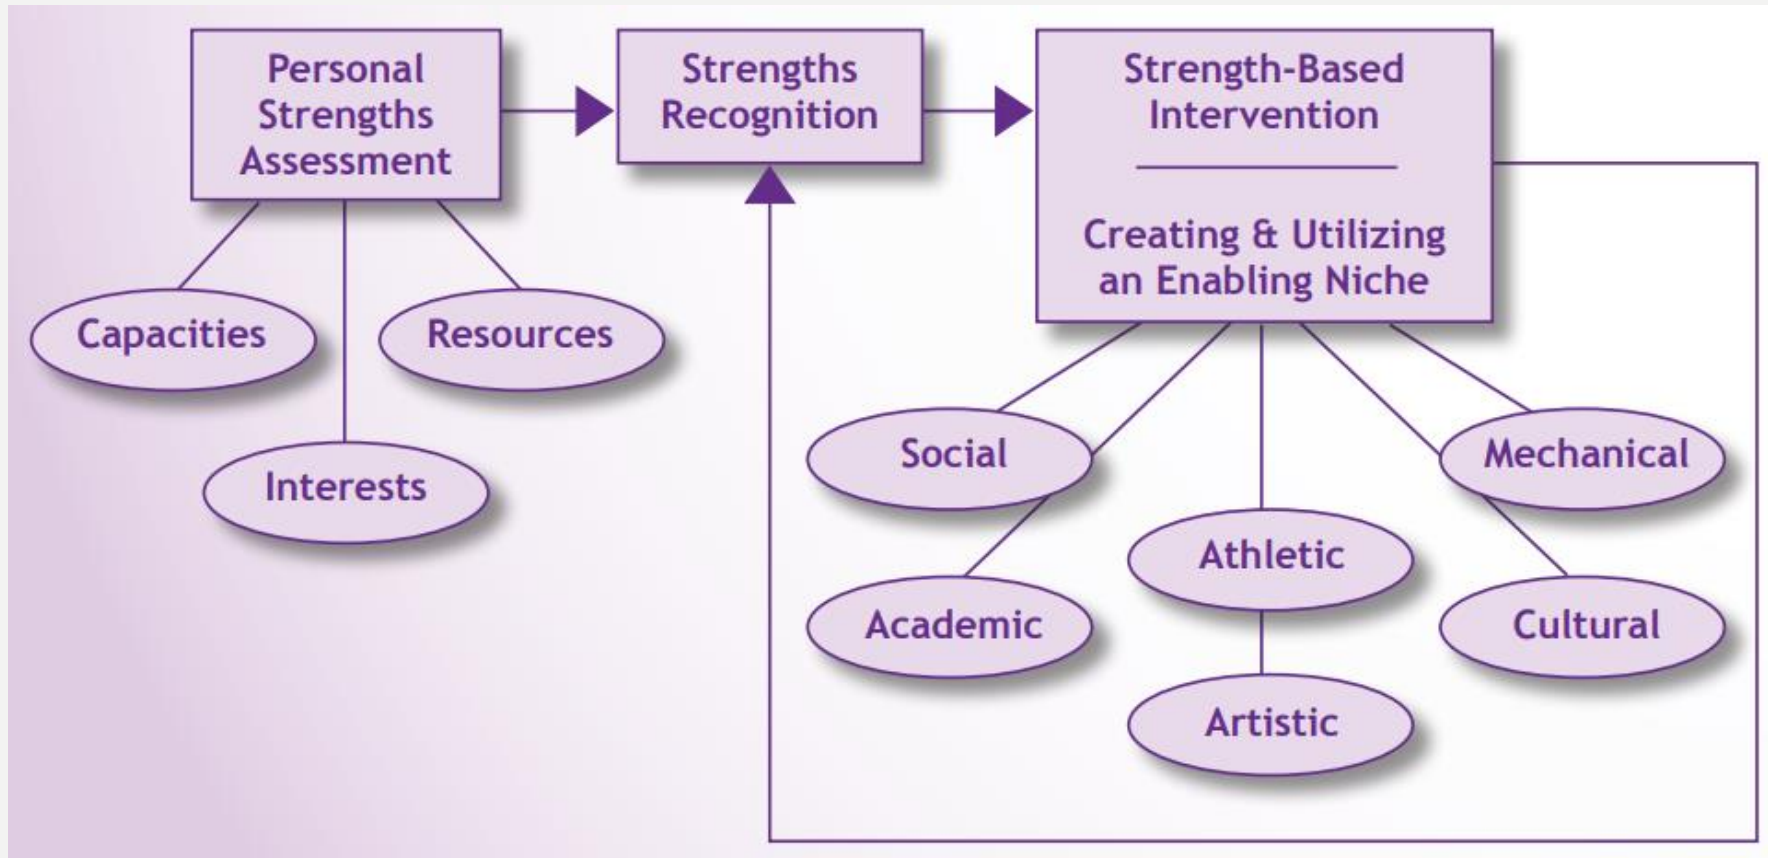 Personal
Strengths
Assessment
Strengths
Recognition
Strength-Based
Intervention
Creating & Utilizing
an Enabling Niche
Capacities
Resources
Interests
Social
Mechanical
Athletic
Academic
Cultural
Artistic